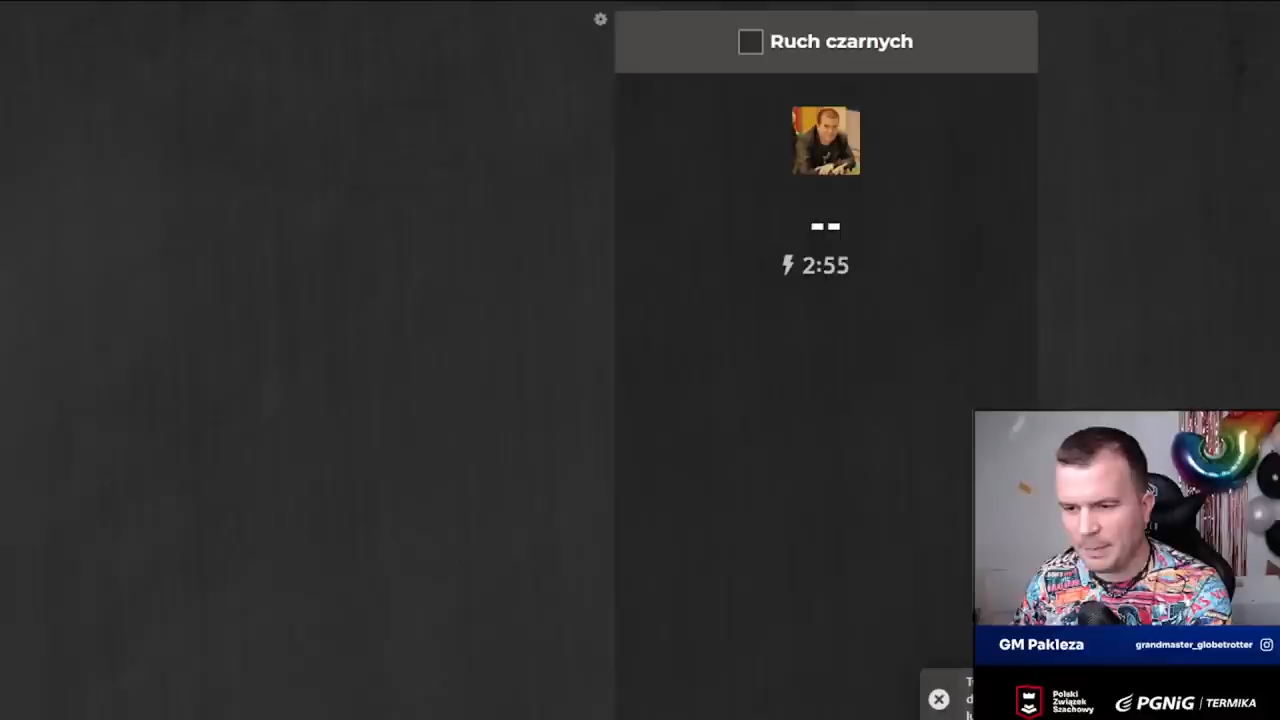 Ruch czarnych
--
2:55
GM Pakleza
grandmaster_globetrotter
Polski
Związek
Szachowy
PGNiG | TERMIKA